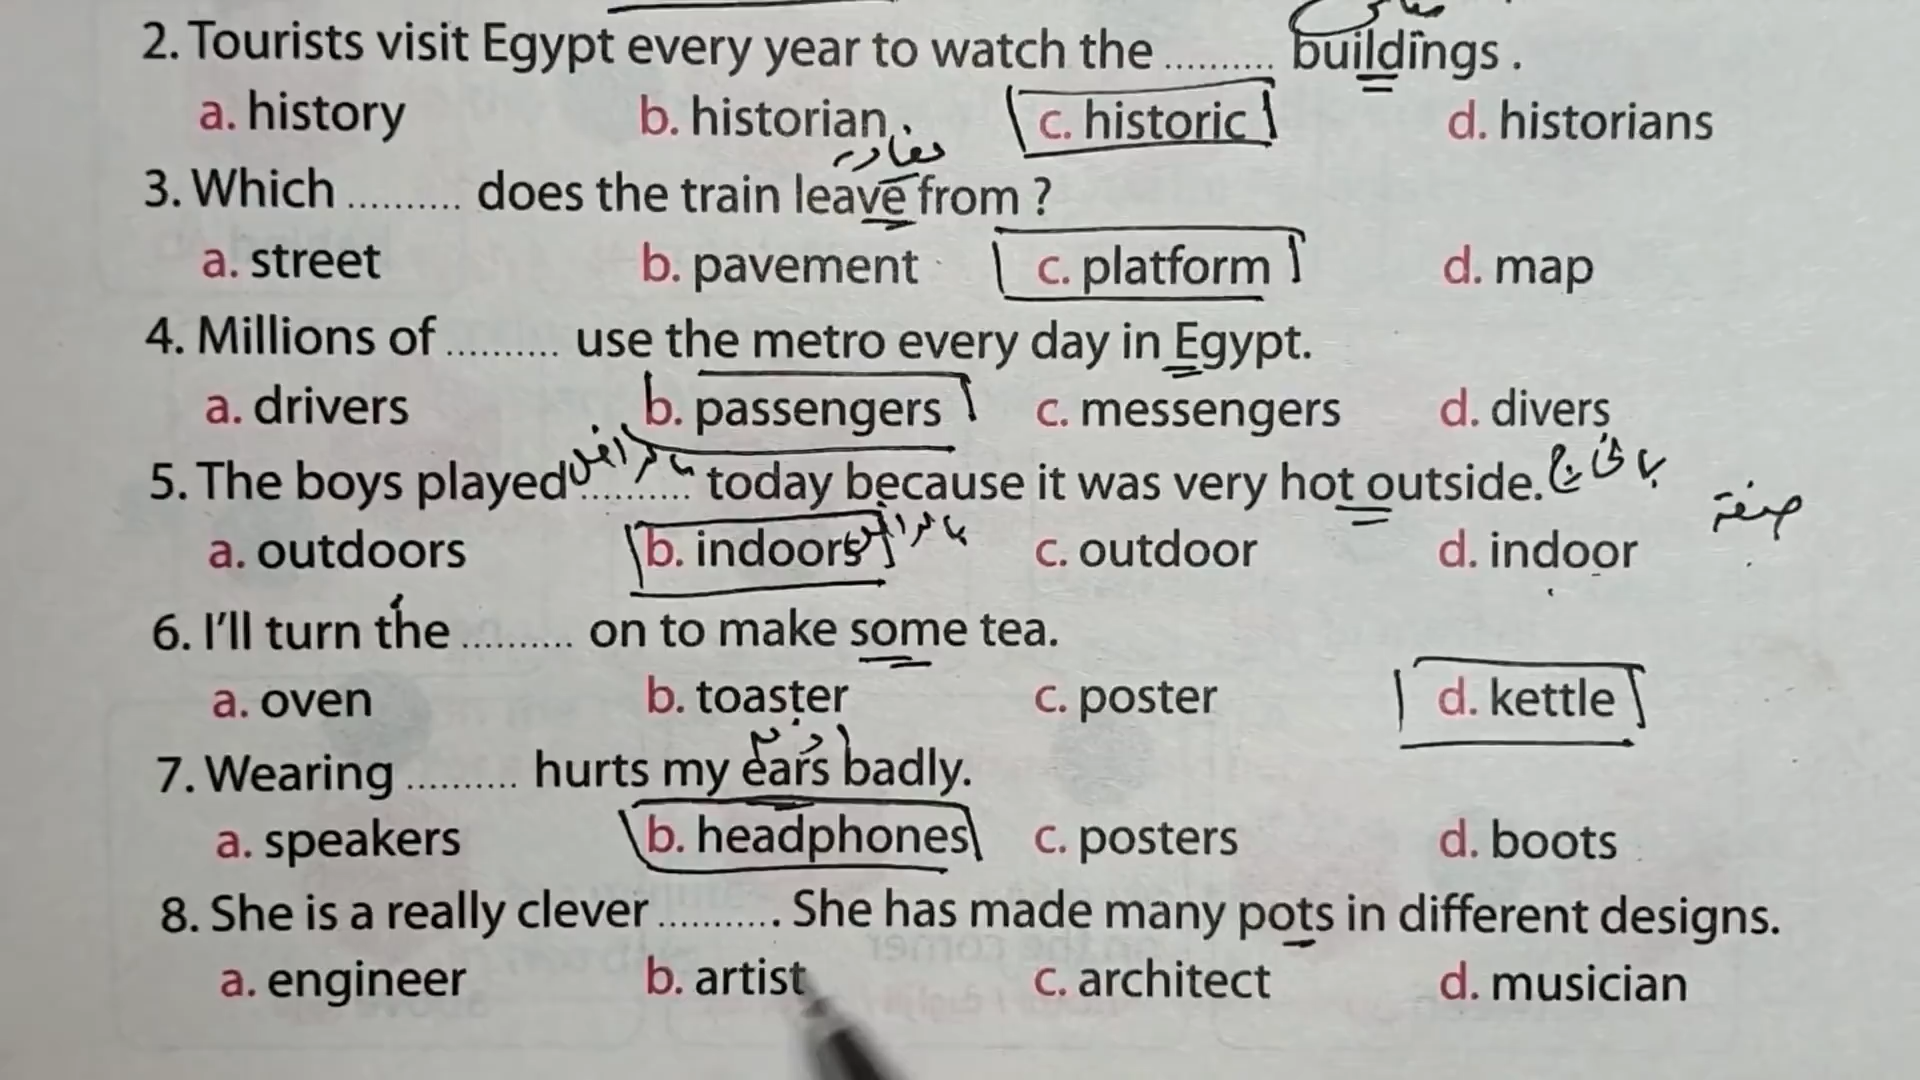 2. Tourists visit Egypt every year to watch the .......... buildings .
a. history b. historian c. historic d. historians
3. Which .......... does the train leave from ?
a. street b. pavement c. platform d. map
4. Millions of .......... use the metro every day in Egypt.
a. drivers b. passengers c. messengers d. divers
5. The boys played .......... today because it was very hot outside.
صفة
a. outdoors b. indoors c. outdoor d. indoor
6. I'll turn the .......... on to make some tea.
a. oven b. toaster c. poster d. kettle
7. Wearing .......... hurts my ears badly.
a. speakers b. headphones c. posters d. boots
8. She is a really clever .......... . She has made many pots in different designs.
a. engineer b. artist c. architect d. musician